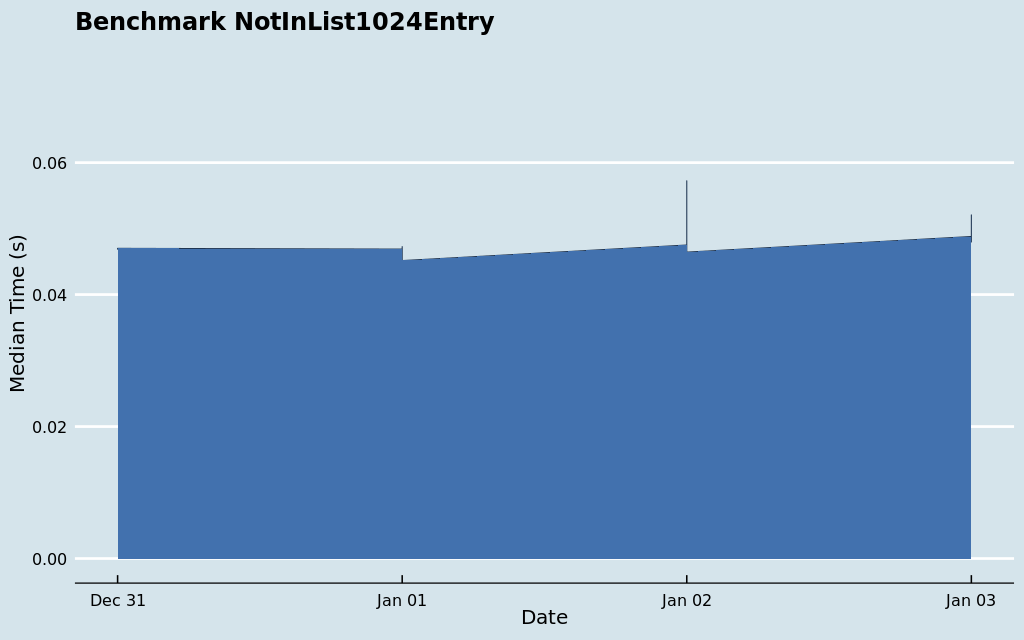 Benchmark NotInList1024Entry
0.06
0.04
0.02
0.00
Median Time (s)
Dec 31
Jan 01
Jan 02
Jan 03
Date